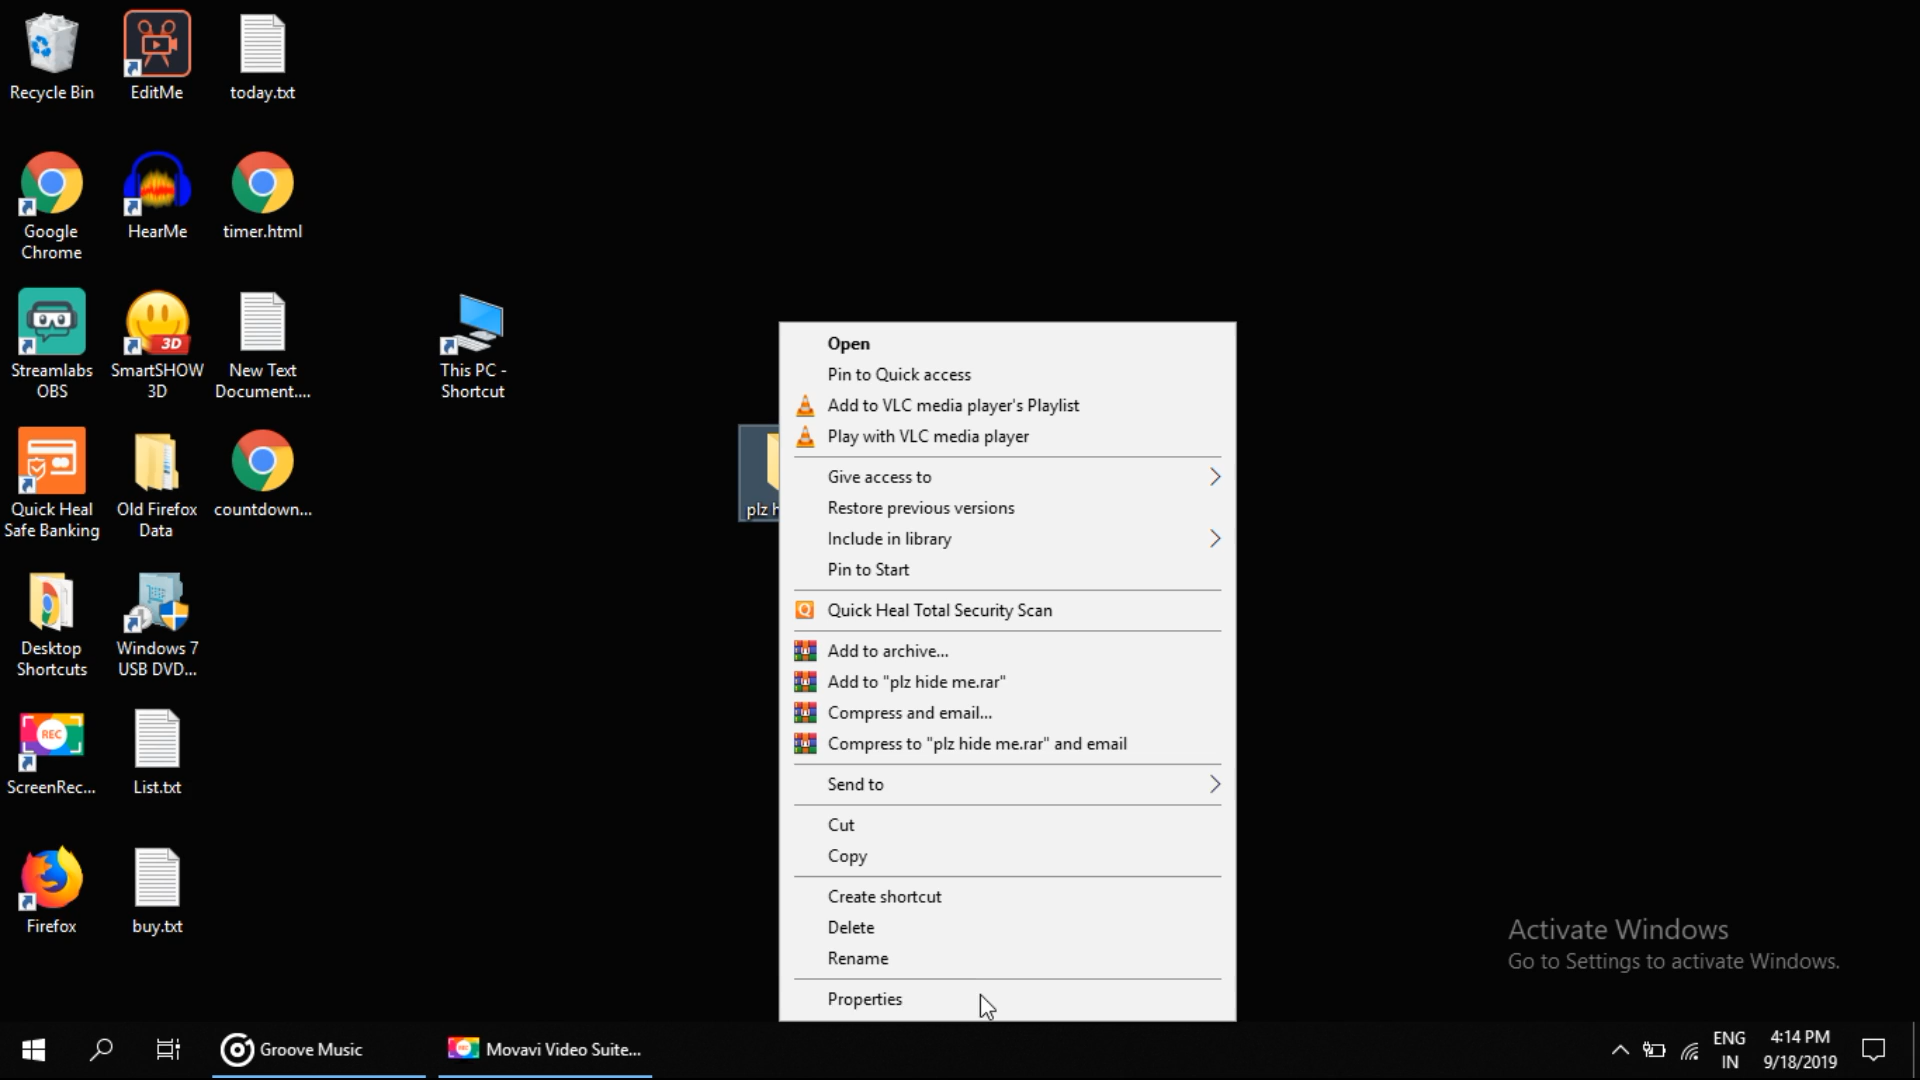 Recycle Bin
EditMe
today.txt
Google
Chrome
HearMe
timer.html
Streamlabs
OBS
SmartSHOW
3D
3D
New Text
Document....
This PC -
Shortcut
Quick Heal
Safe Banking
Old Firefox
Data
countdown...
Desktop
Shortcuts
Windows 7
USB DVD...
REC
ScreenRec...
List.txt
Firefox
buy.txt
plz h
Open
Pin to Quick access
Add to VLC media player's Playlist
Play with VLC media player
Give access to
Restore previous versions
Include in library
Pin to Start
Quick Heal Total Security Scan
Add to archive...
Add to "plz hide me.rar"
Compress and email...
Compress to "plz hide me.rar" and email
Send to
Cut
Copy
Create shortcut
Delete
Rename
Properties
Activate Windows
Go to Settings to activate Windows.
Groove Music
REC
Movavi Video Suite...
ENG
IN
4:14 PM
9/18/2019